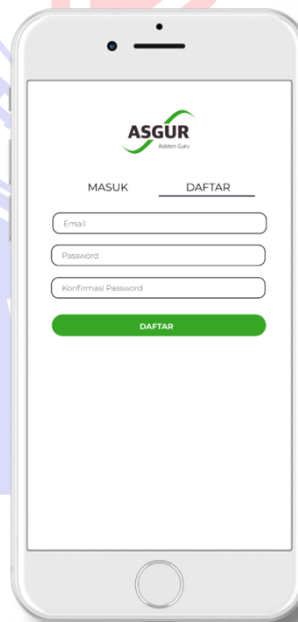 ASGUR
Asisten Guru
MASUK DAFTAR
Email
Password
Konfirmasi Password
DAFTAR